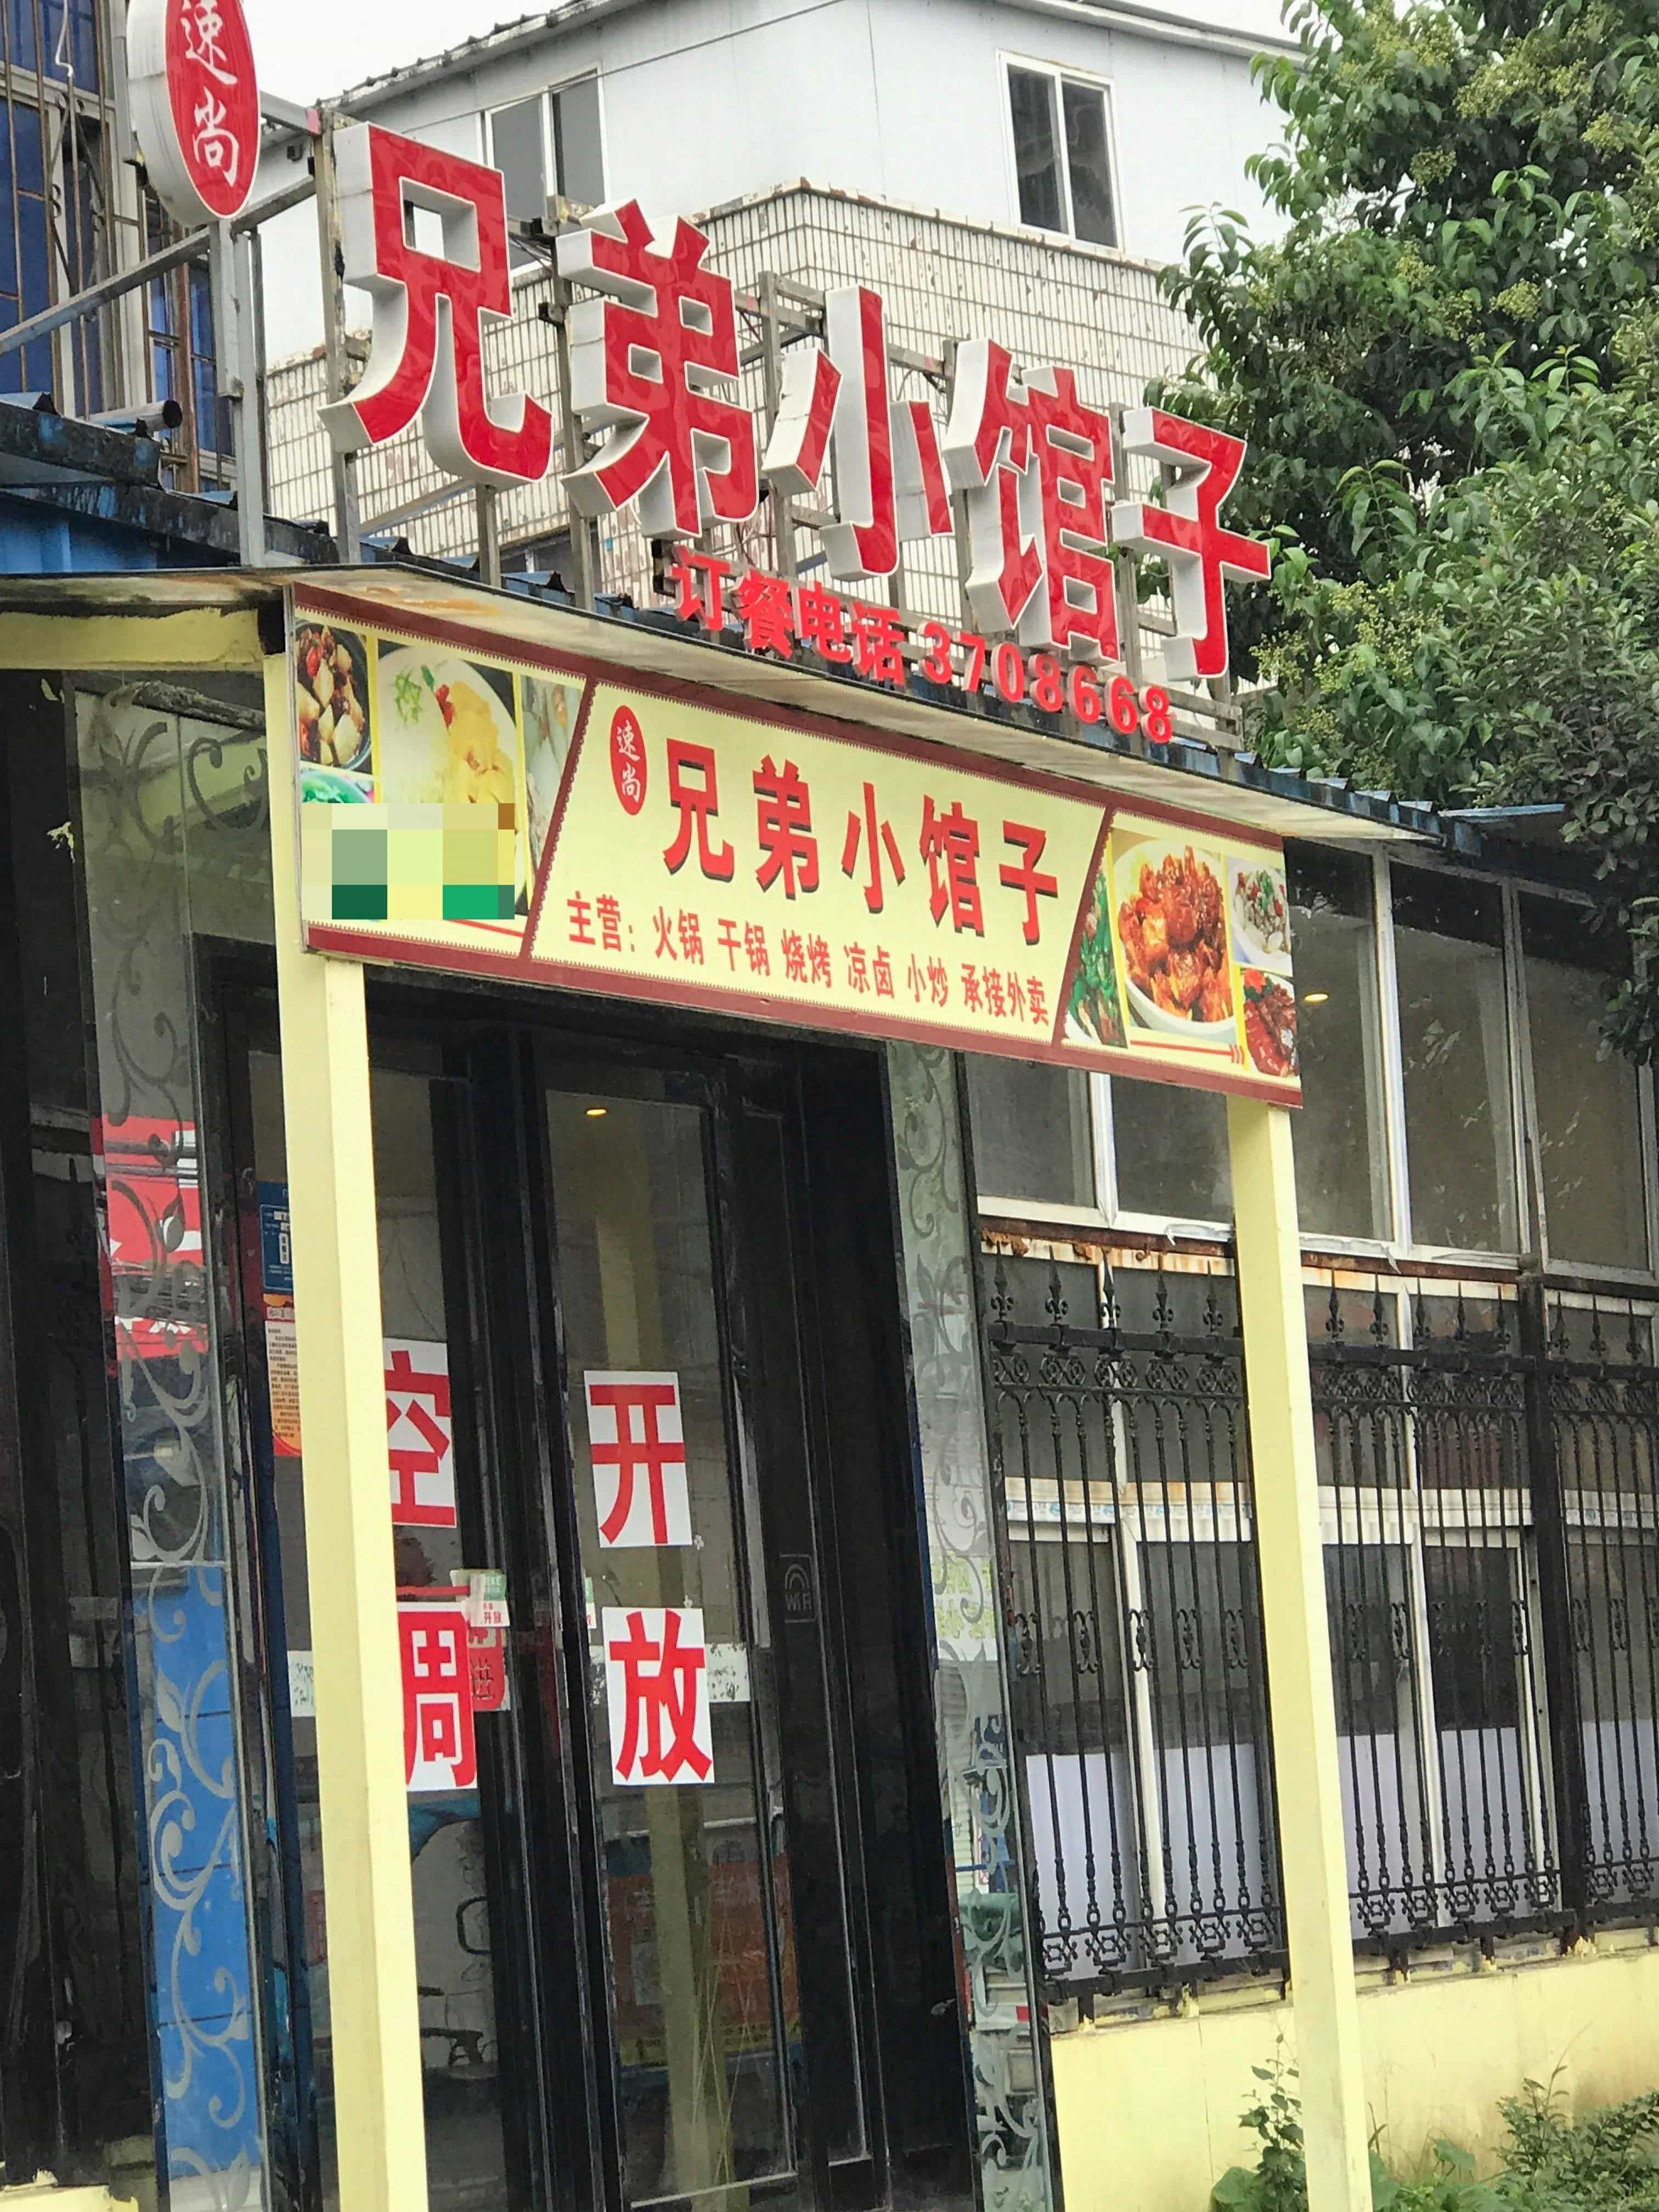 速尚
兄弟小馆子
订餐电话 3708668
速尚
兄弟小馆子
主营：火锅 干锅 烧烤 凉卤 小炒 承接外卖
空调
开放
WiFi